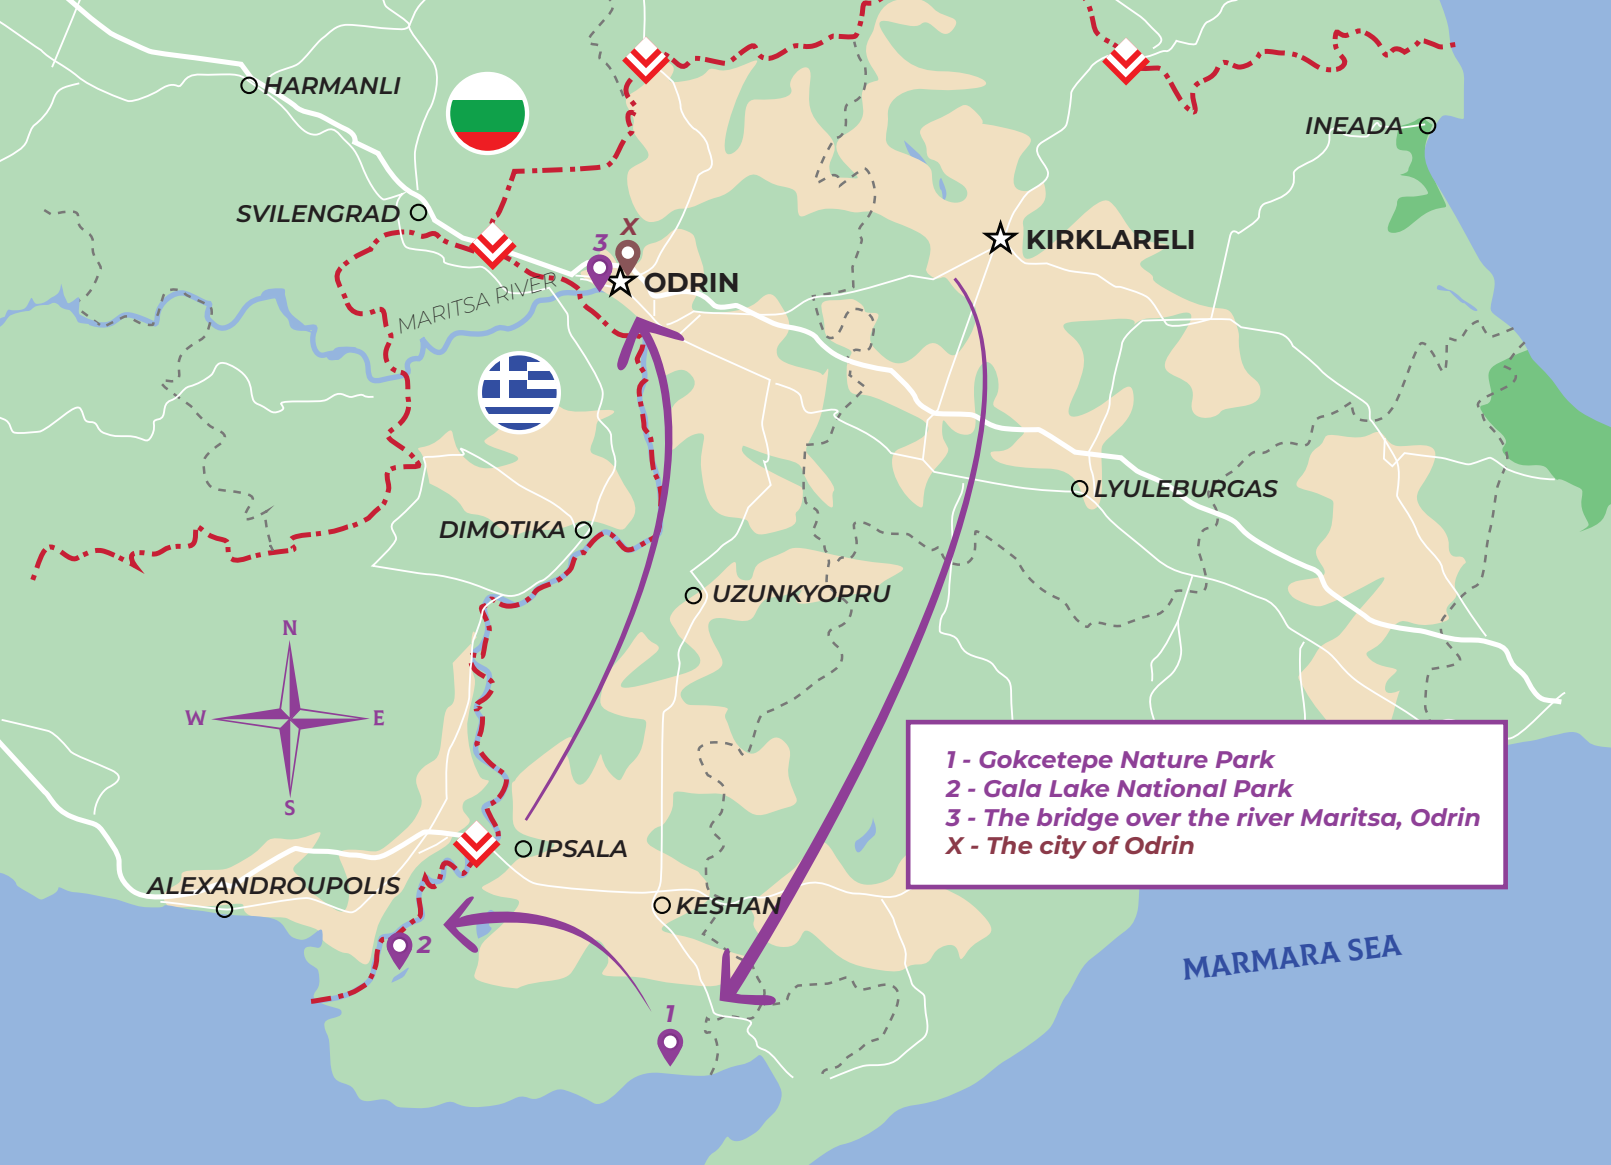 HARMANLI
INEADA
SVILENGRAD
X
3
KIRKLARELI
ODRIN
MARITSA RIVER
LYULEBURGAS
DIMOTIKA
UZUNKYOPRU
N
W
E
S
1 - Gokcetepe Nature Park
2 - Gala Lake National Park
3 - The bridge over the river Maritsa, Odrin
X - The city of Odrin
IPSALA
ALEXANDROUPOLIS
KESHAN
2
MARMARA SEA
1